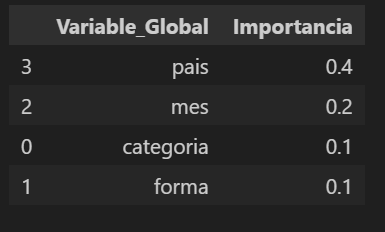 Variable_Global Importancia
3 pais 0.4
2 mes 0.2
0 categoria 0.1
1 forma 0.1